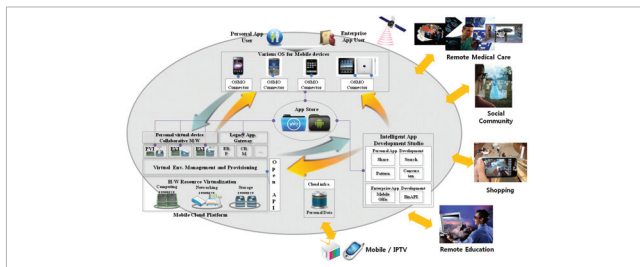 Personal App
User
Enterprise
App User
Various OS for Mobile devices
OSMO
Connector
OSMO
Connector
OSMO
Connector
OSMO
Connector
App Store
Personal virtual device
Collaborative M/W
Legacy App.
Gateway
Virtual Env. Management and Provisioning
H/W Resource Virtualization
Computing
resource
Networking
resource
Storage
resource
Mobile Cloud Platform
Open API
Cloud infra.
Personal Data
Intelligent App
Development Studio
Personal App Development
Share
Search
Pattern
Enterprise App Development
Mobile
Remote Medical Care
Social
Community
Shopping
Remote Education
Mobile / IPTV